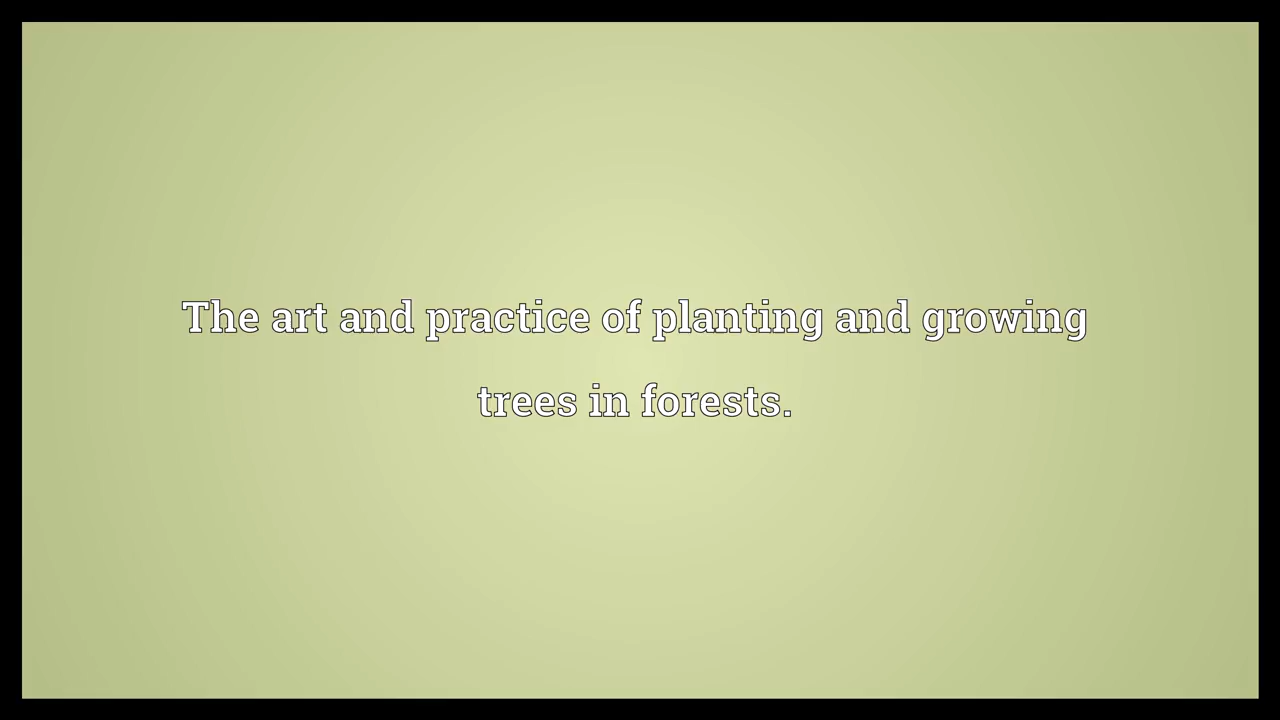 The art and practice of planting and growing
trees in forests.